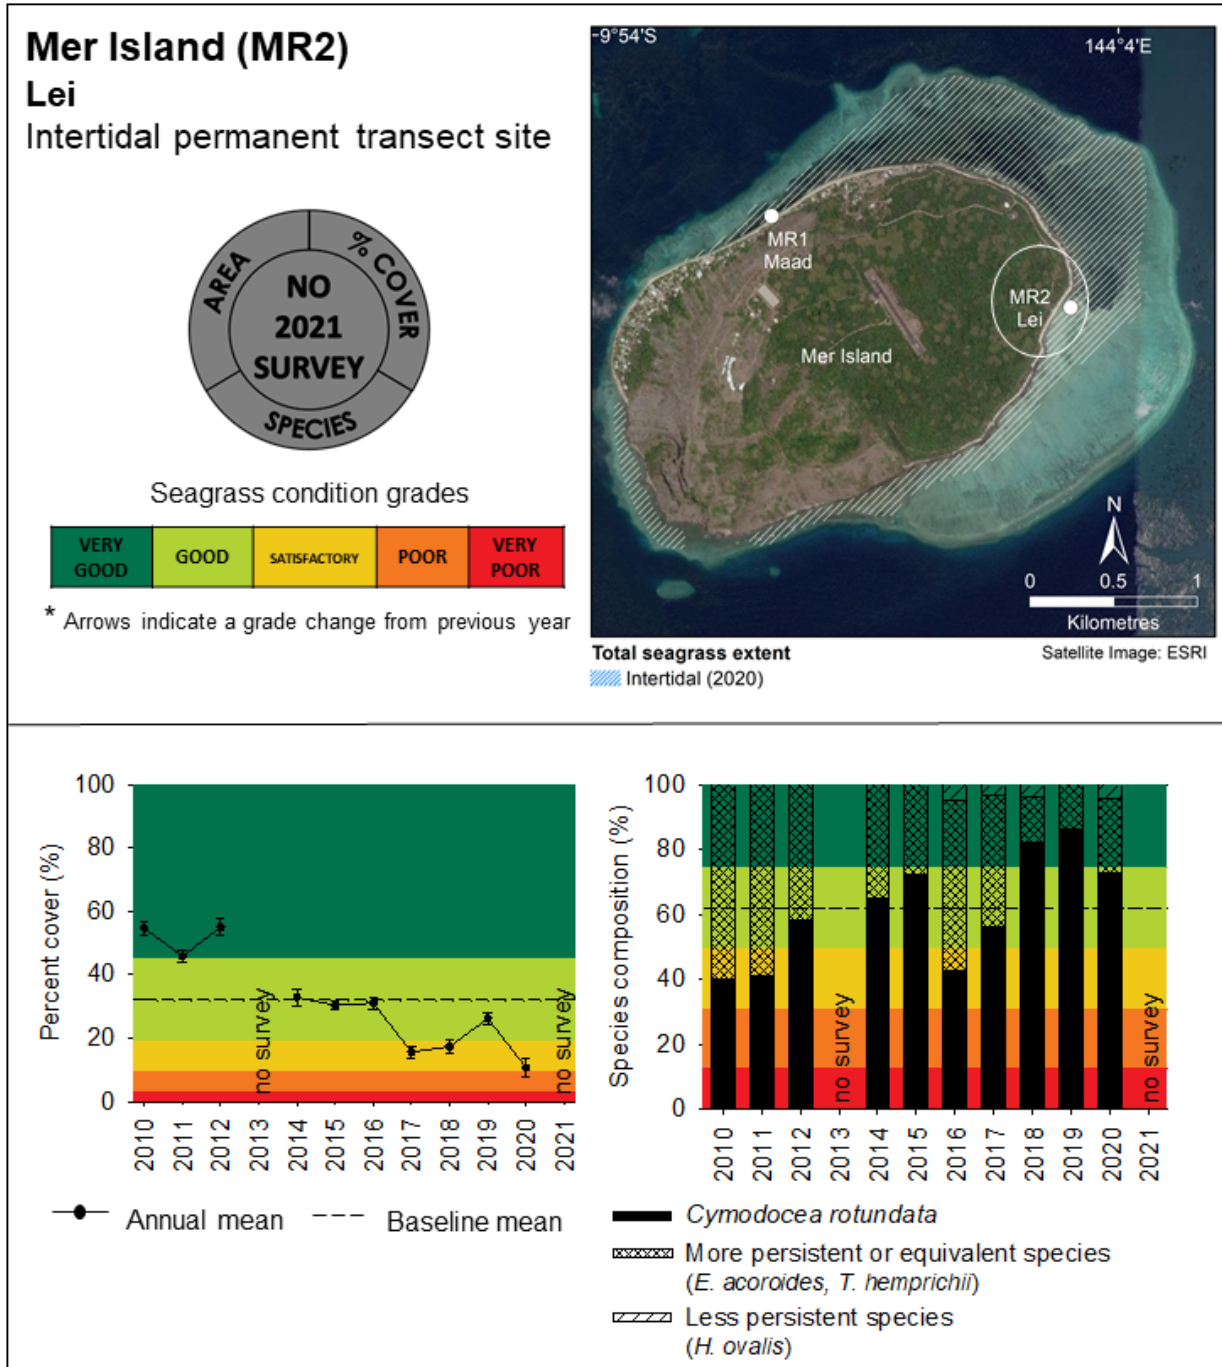 Mer Island (MR2)
Lei
Intertidal permanent transect site
AREA
% COVER
SPECIES
NO
2021
SURVEY
Seagrass condition grades
VERY GOOD
GOOD
SATISFACTORY
POOR
VERY POOR
* Arrows indicate a grade change from previous year
9°54'S
144°4'E
MR1
Maad
MR2
Lei
Mer Island
N
0 0.5 1
Kilometres
Total seagrass extent
Satellite Image: ESRI
Intertidal (2020)
Percent cover (%)
100
80
60
40
20
0
no survey
no survey
2010 2011 2012 2013 2014 2015 2016 2017 2018 2019 2020 2021
Annual mean
Baseline mean
Species composition (%)
100
80
60
40
20
0
no survey
no survey
2010 2011 2012 2013 2014 2015 2016 2017 2018 2019 2020 2021
Cymodocea rotundata
More persistent or equivalent species
(E. acoroides, T. hemprichii)
Less persistent species
(H. ovalis)